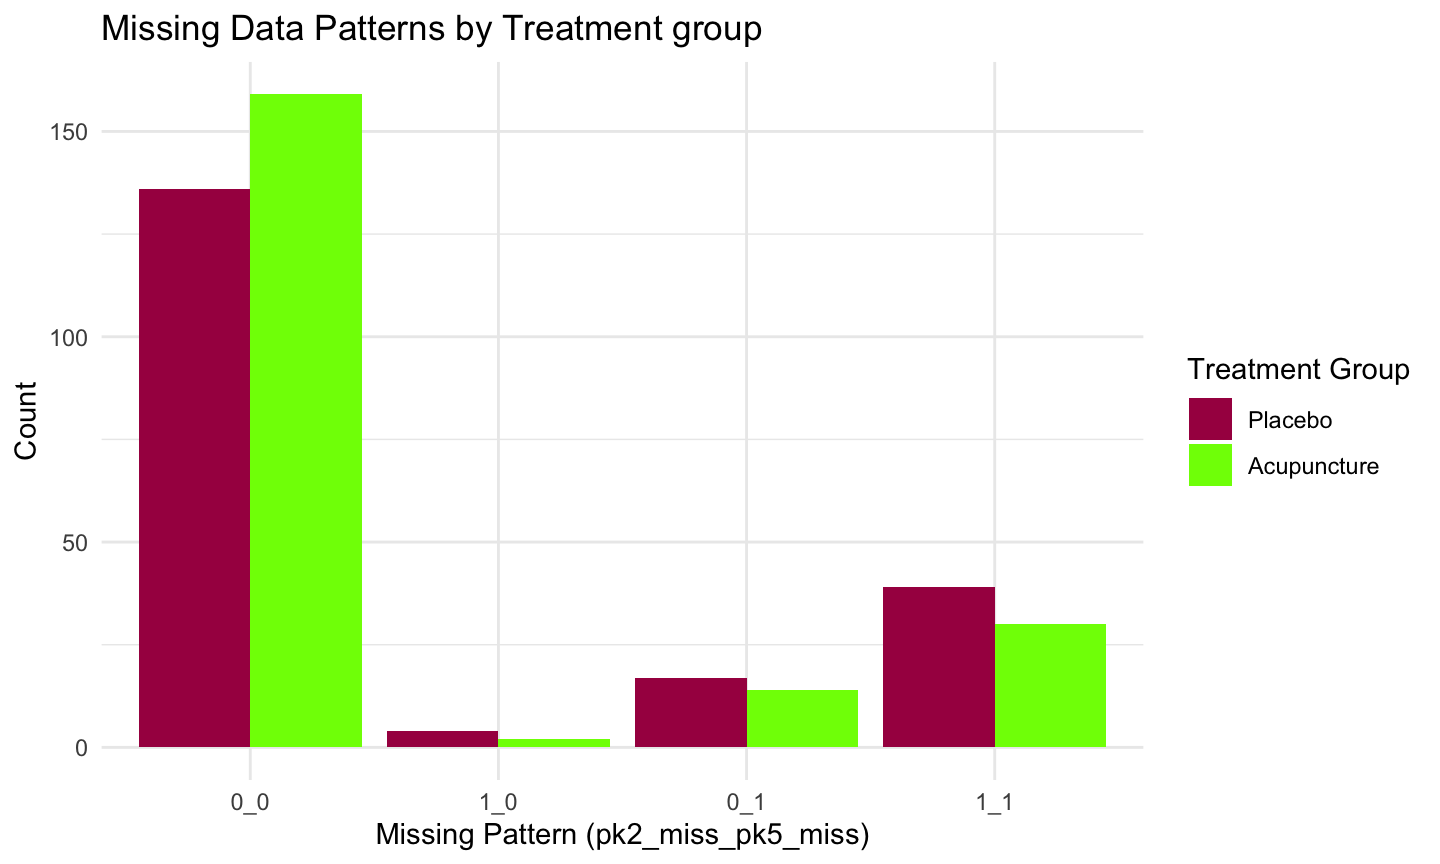 Missing Data Patterns by Treatment group
150
100
50
0
Count
0_0
1_0
0_1
1_1
Missing Pattern (pk2_miss_pk5_miss)
Treatment Group
Placebo
Acupuncture